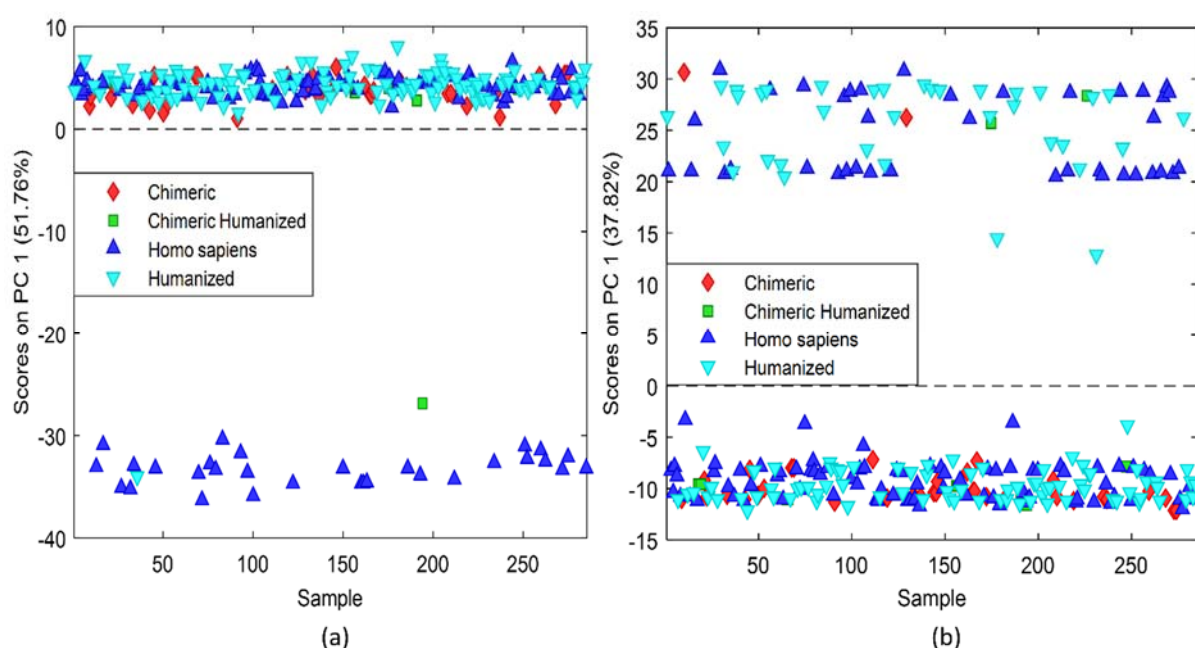 10
0
-10
-20
-30
-40
Scores on PC 1 (51.76%)
Chimeric
Chimeric Humanized
Homo sapiens
Humanized
50
100
150
200
250
Sample
(a)
35
30
25
20
15
10
5
0
-5
-10
-15
Scores on PC 1 (37.82%)
Chimeric
Chimeric Humanized
Homo sapiens
Humanized
50
100
150
200
250
Sample
(b)